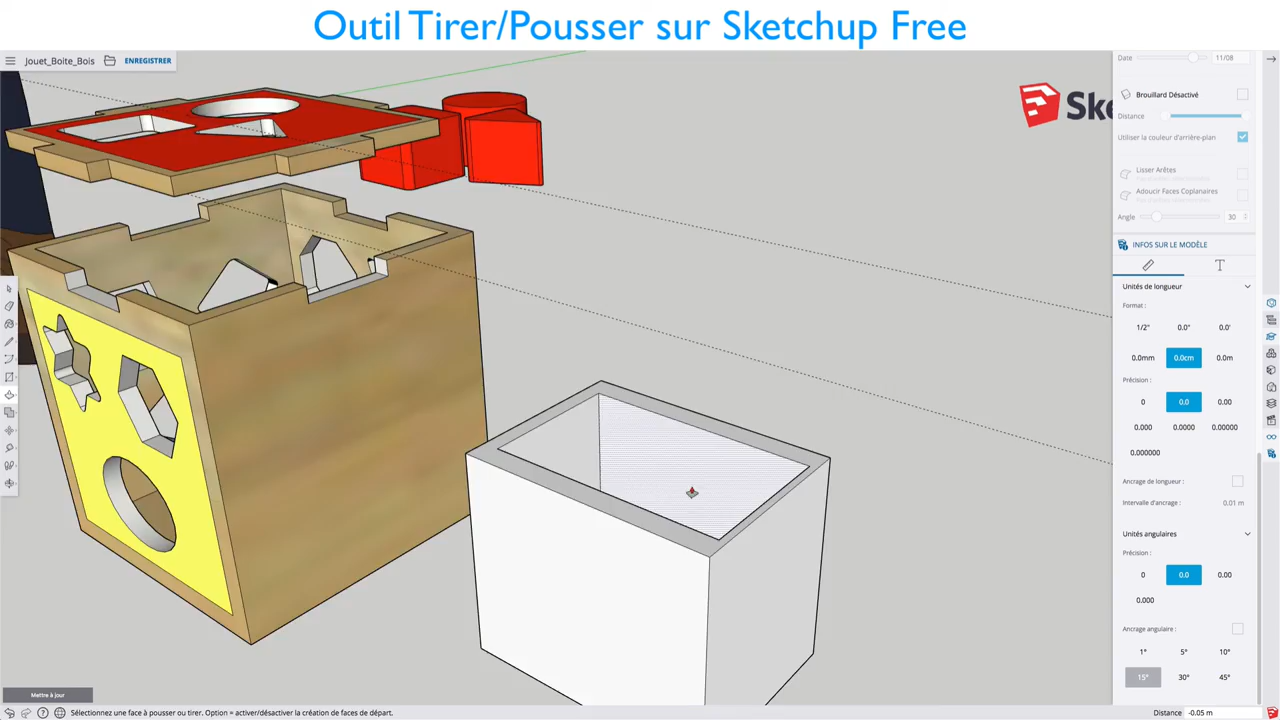 Outil Tirer/Pousser sur Sketchup Free
Jouet_Boite_Bois
ENREGISTRER
Date
11/08
Brouillard Désactivé
Distance
Utiliser la couleur d'arrière-plan
Lisser Arêtes
Adoucir Faces Coplanaires
Angle
30
INFOS SUR LE MODÈLE
Unités de longueur
Format :
1/2" 0.0" 0.0'
0.0mm 0.0cm 0.0m
Précision :
0 0.0 0.00
0.000 0.0000 0.00000
0.000000
Ancrage de longueur :
Intervalle d'ancrage : 0.01 m
Unités angulaires
Précision :
0 0.0 0.00
0.000
Ancrage angulaire :
1° 5° 10°
15° 30° 45°
Ske
Mettre à jour
Sélectionnez une face à pousser ou tirer. Option = activer/désactiver la création de faces de départ.
Distance -0.05 m